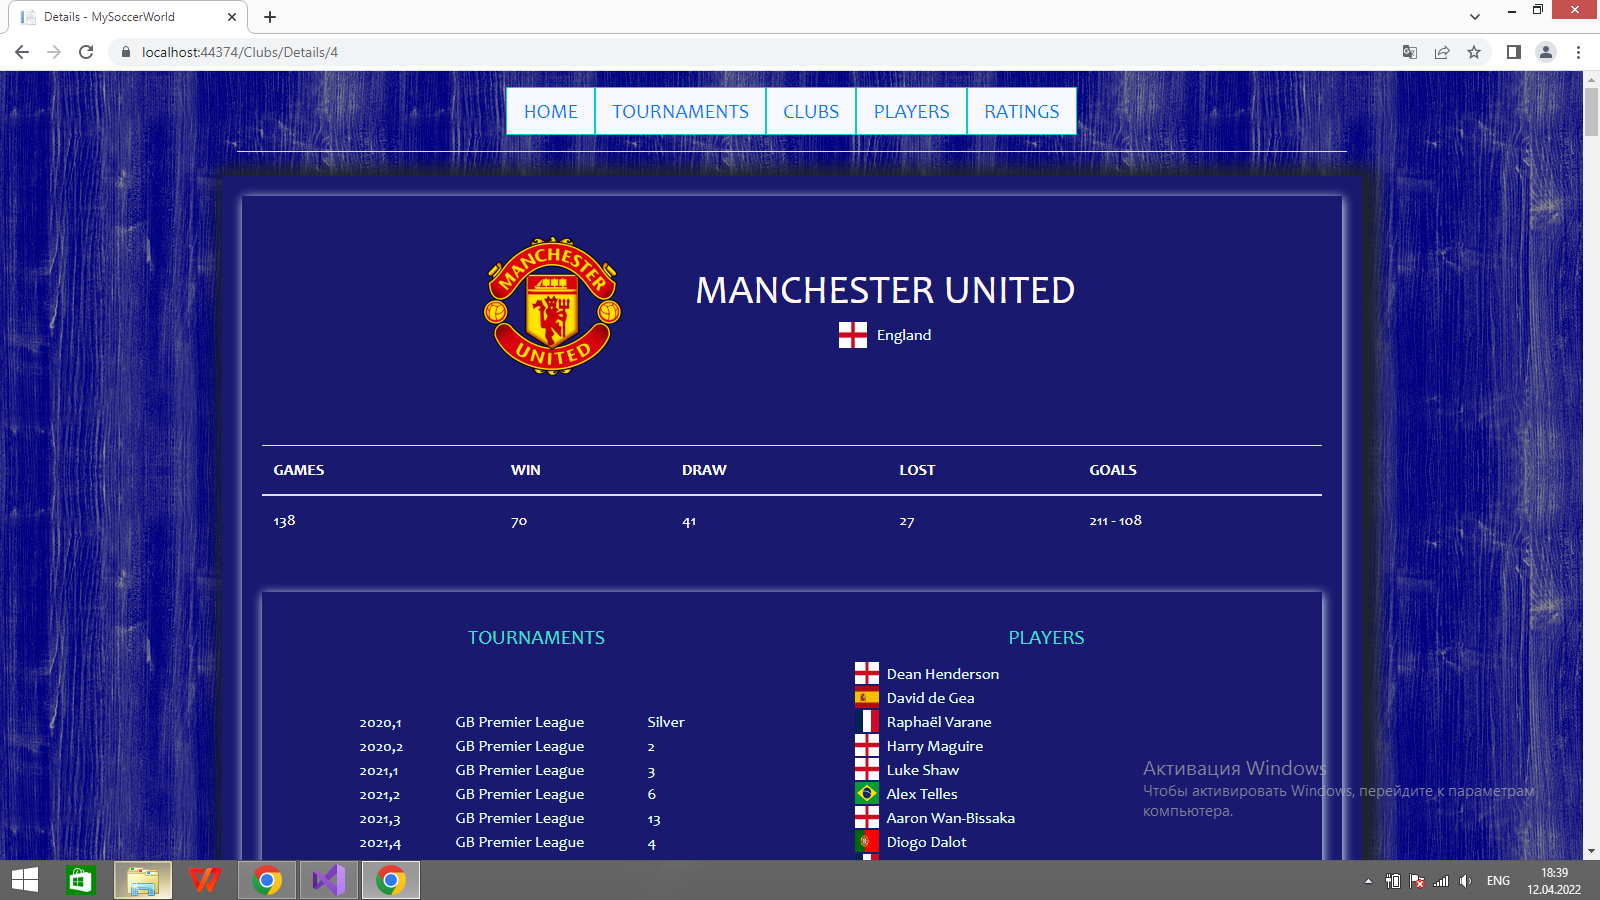 Details - MySoccerWorld
localhost:44374/Clubs/Details/4
HOME TOURNAMENTS CLUBS PLAYERS RATINGS
MANCHESTER
UNITED
MANCHESTER UNITED
England
GAMES WIN DRAW LOST GOALS
138 70 41 27 211 - 108
TOURNAMENTS PLAYERS
Dean Henderson
David de Gea
2020,1 GB Premier League Silver Raphaël Varane
2020,2 GB Premier League 2 Harry Maguire
2021,1 GB Premier League 3 Luke Shaw
2021,2 GB Premier League 6 Alex Telles
2021,3 GB Premier League 13 Aaron Wan-Bissaka
2021,4 GB Premier League 4 Diogo Dalot
Активация Windows
Чтобы активировать Windows, перейдите к параметрам
компьютера.
ENG
18:39
12.04.2022